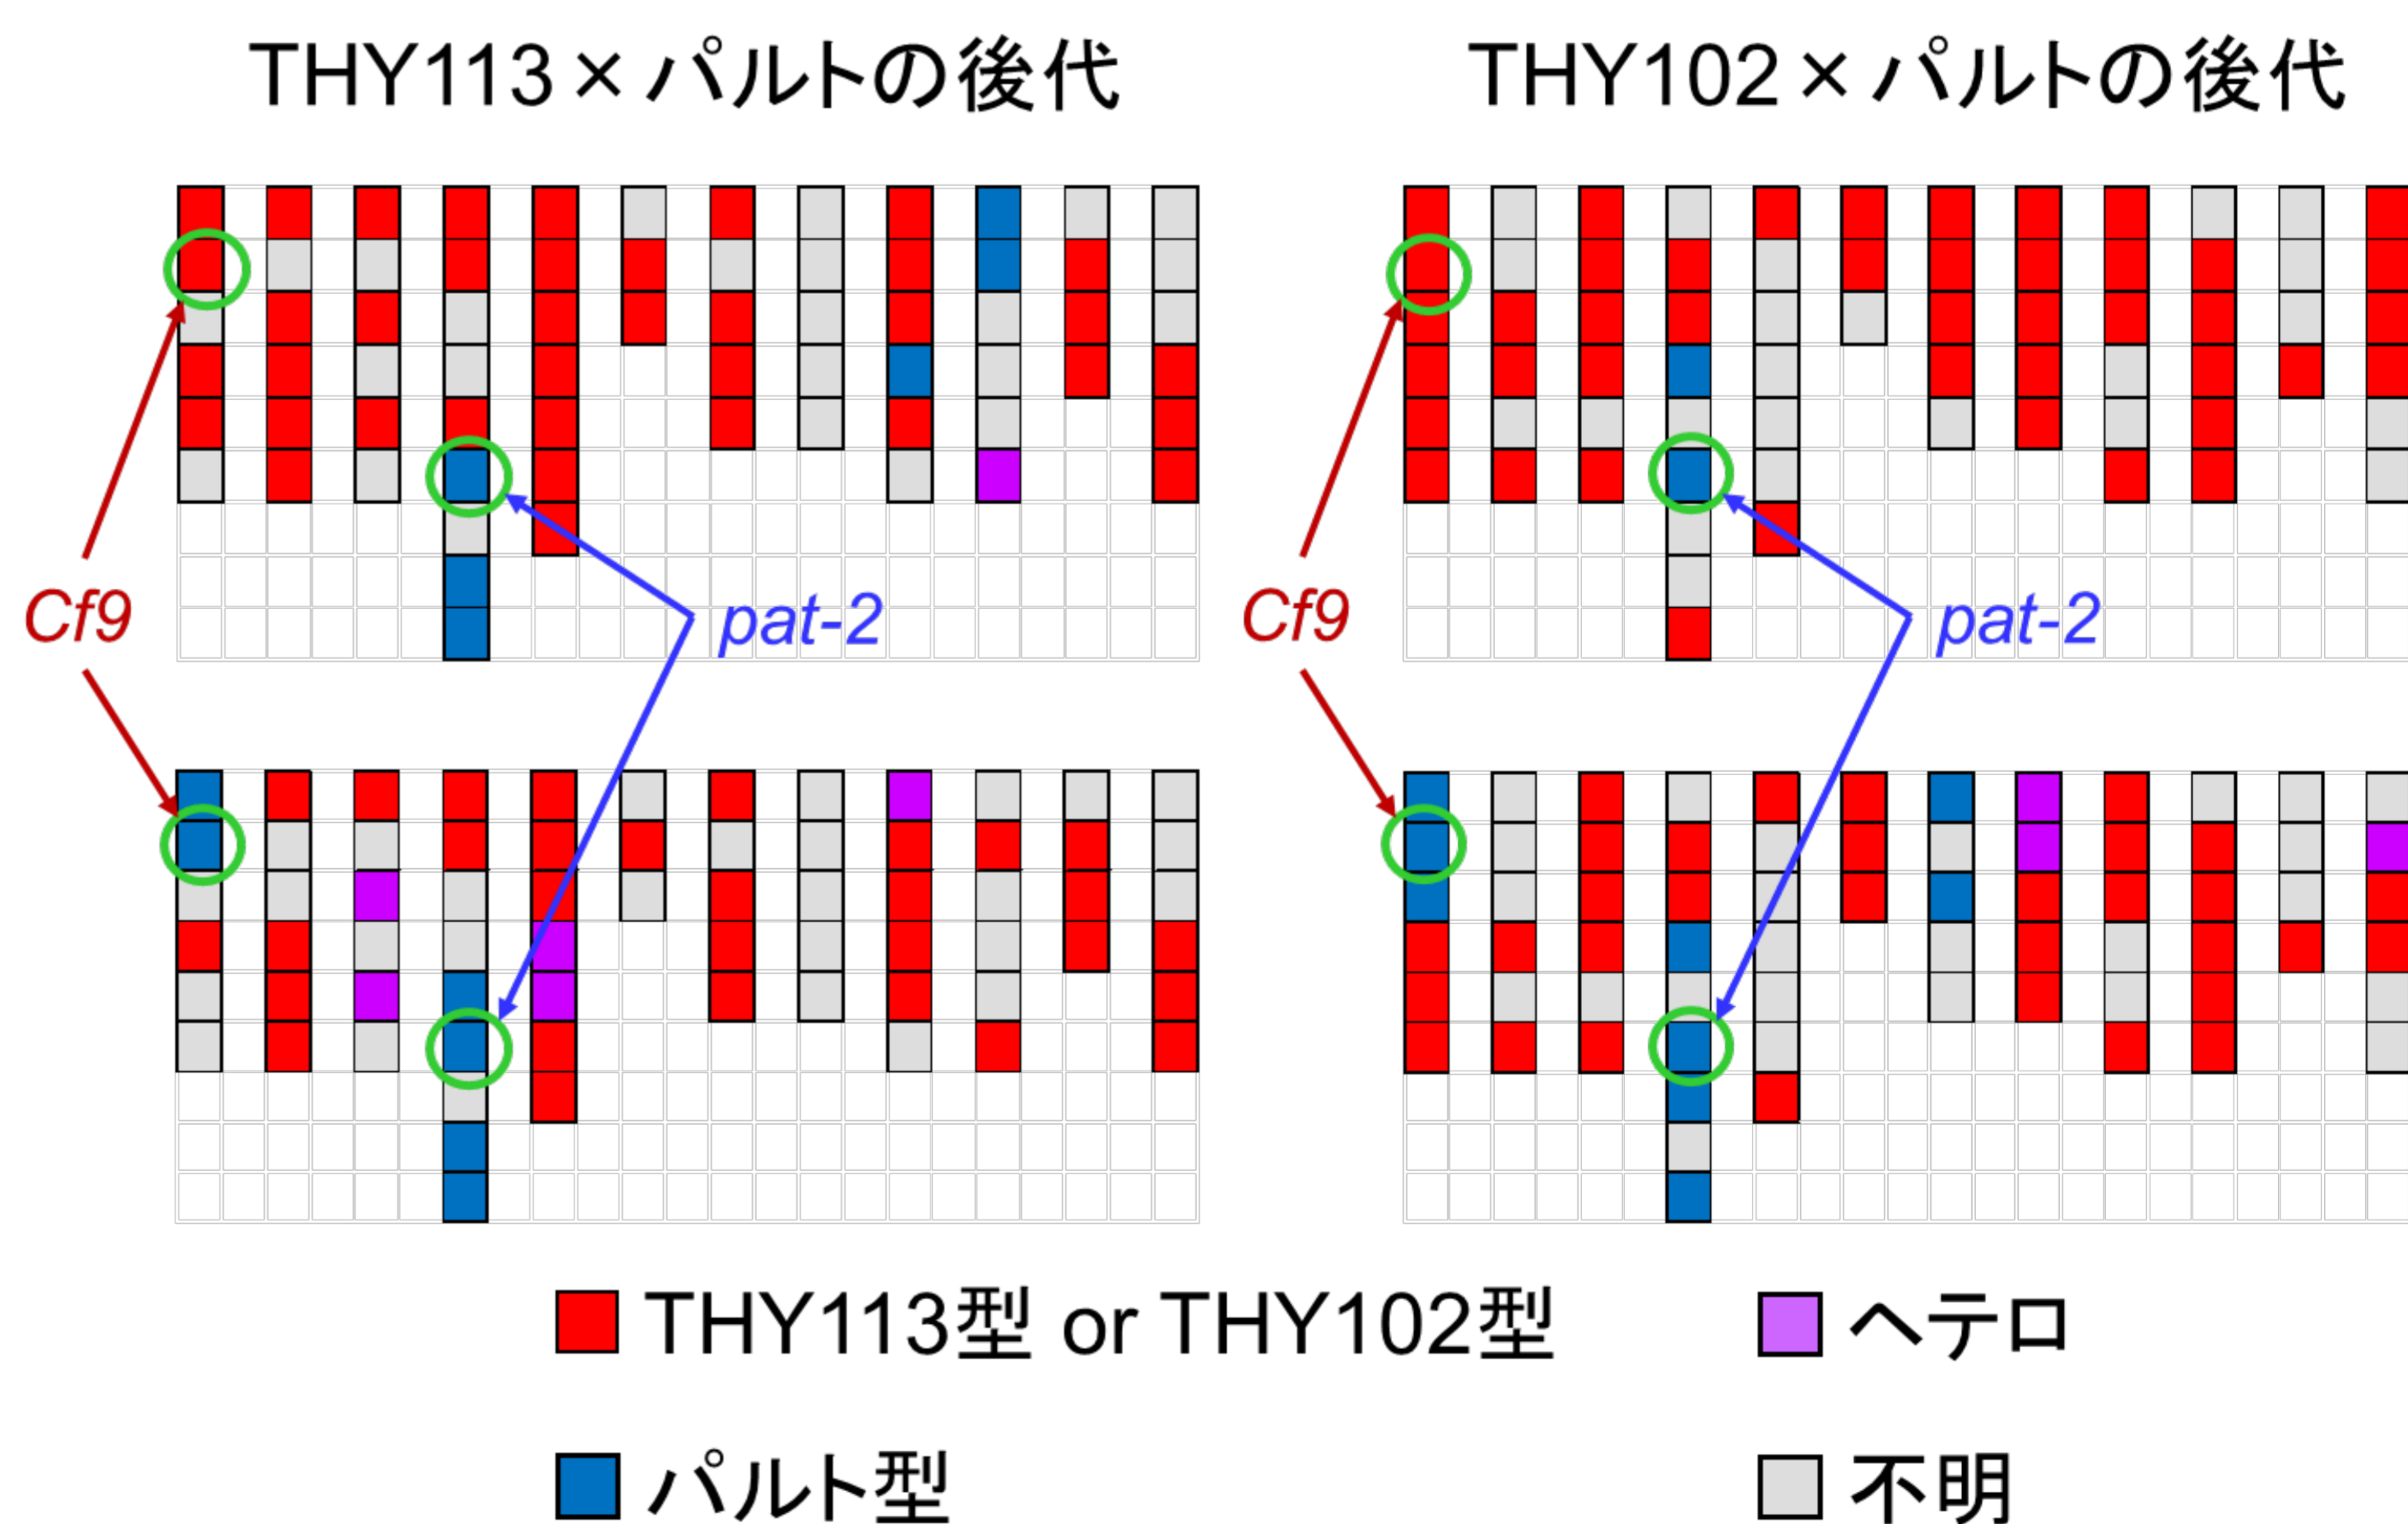 THY113×パルトの後代
THY102×パルトの後代
Cf9
pat-2
Cf9
pat-2
THY113型 or THY102型
ヘテロ
パルト型
不明